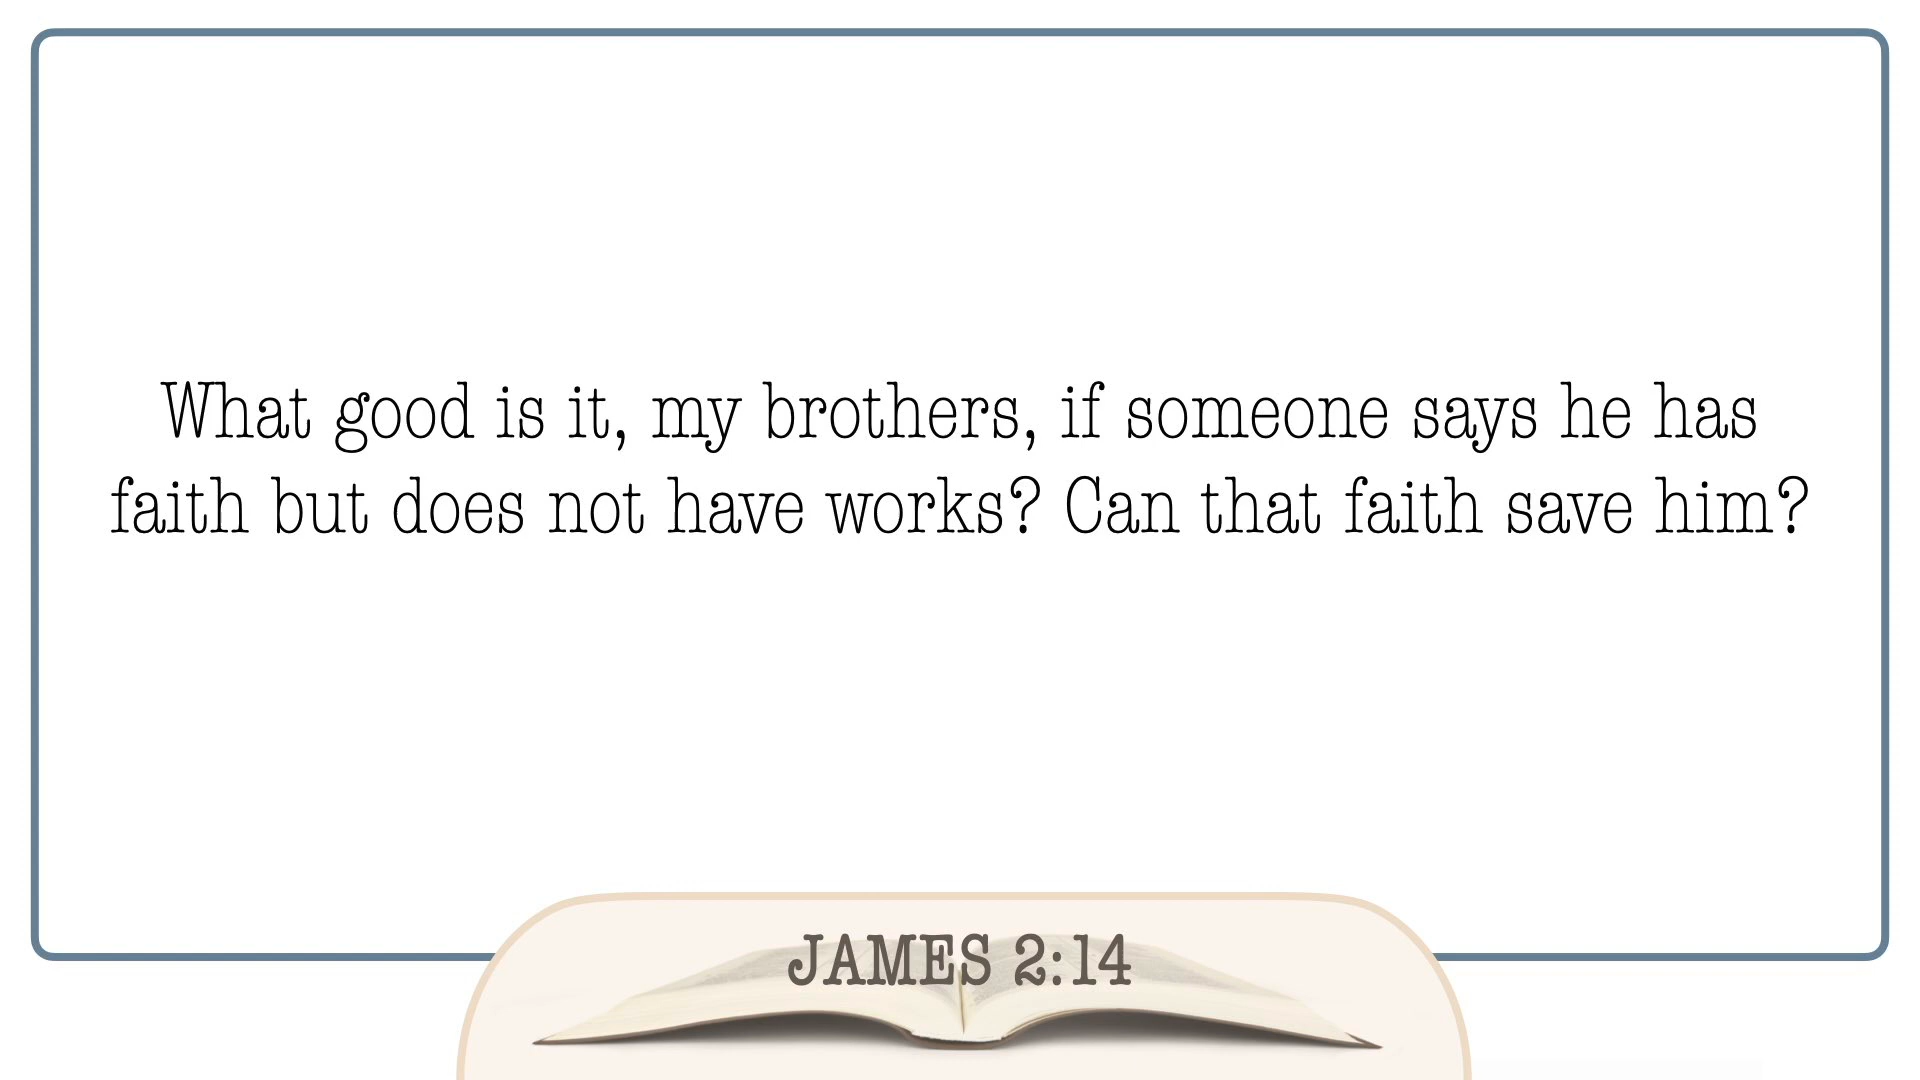 What good is it, my brothers, if someone says he has
faith but does not have works? Can that faith save him?
JAMES 2:14